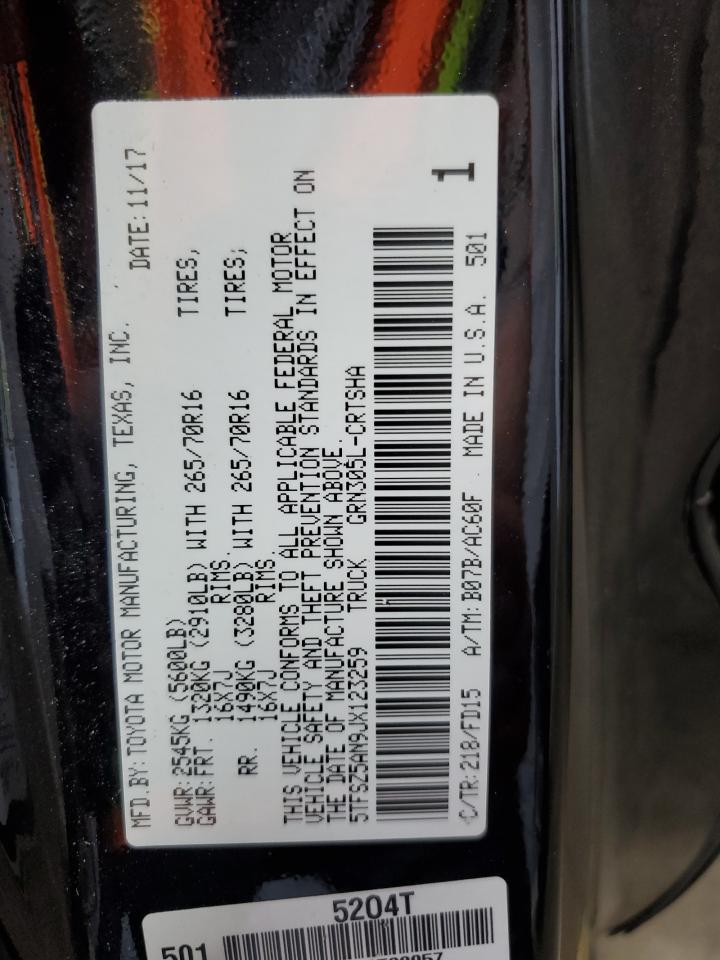 MFD.BY:TOYOTA MOTOR MANUFACTURING, TEXAS, INC. DATE:11/17
GVWR:2545KG (5600LB)
GAWR:FRT. 1320KG (2910LB) WITH 265/70R16 TIRES,
16X7J RIMS.
RR. 1490KG (3280LB) WITH 265/70R16 TIRES;
16X7J RIMS.
THIS VEHICLE CONFORMS TO ALL APPLICABLE FEDERAL MOTOR
VEHICLE SAFETY AND THEFT PREVENTION STANDARDS IN EFFECT ON
THE DATE OF MANUFACTURE SHOWN ABOVE.
5TFSZ5AN9JX123259 TRUCK GRN305L-CRTSHA
1
C/TR:218/FD15 A/TM:B07B/AC60F . MADE IN U.S.A. 501
5204T
501